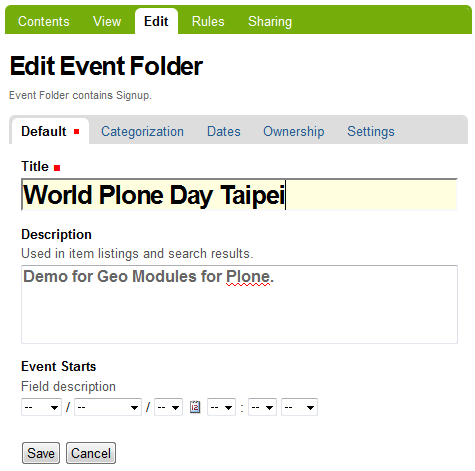 Contents View Edit Rules Sharing
Edit Event Folder
Event Folder contains Signup.
Default Categorization Dates Ownership Settings
Title
World Plone Day Taipei
Description
Used in item listings and search results.
Demo for Geo Modules for Plone.
Event Starts
Field description
-- / -- / -- 12 -- : -- --
Save Cancel